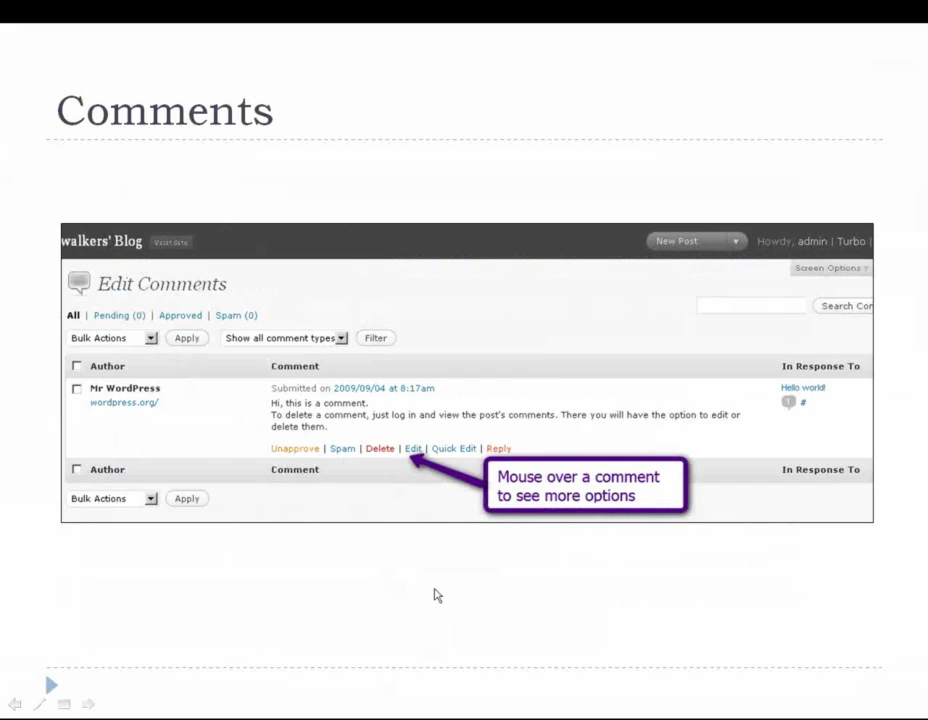 Comments
walkers' Blog Visit Site New Post Howdy, admin | Turbo |
Screen Options
Edit Comments
Search Cor
All | Pending (0) | Approved | Spam (0)
Bulk Actions Apply Show all comment types Filter
Author Comment In Response To
Mr WordPress Submitted on 2009/09/04 at 8:17am Hello world!
wordpress.org/ Hi, this is a comment. 1 #
To delete a comment, just log in and view the post's comments. There you will have the option to edit or
delete them.
Unapprove | Spam | Delete | Edit | Quick Edit | Reply
Author Comment In Response To
Mouse over a comment
to see more options
Bulk Actions Apply